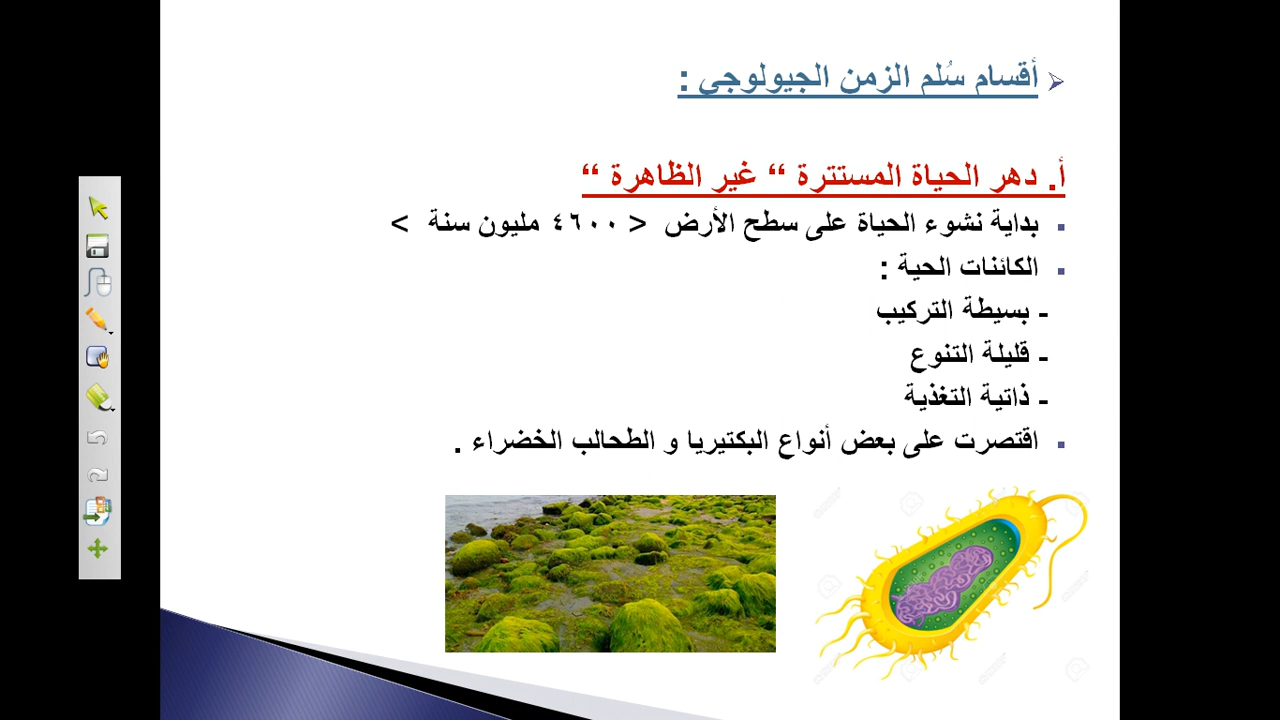 أقسام سُلم الزمن الجيولوجي :
أ. دهر الحياة المستترة “ غير الظاهرة “
بداية نشوء الحياة على سطح الأرض < ٤٦٠٠ مليون سنة >
الكائنات الحية :
- بسيطة التركيب
- قليلة التنوع
- ذاتية التغذية
اقتصرت على بعض أنواع البكتيريا و الطحالب الخضراء .